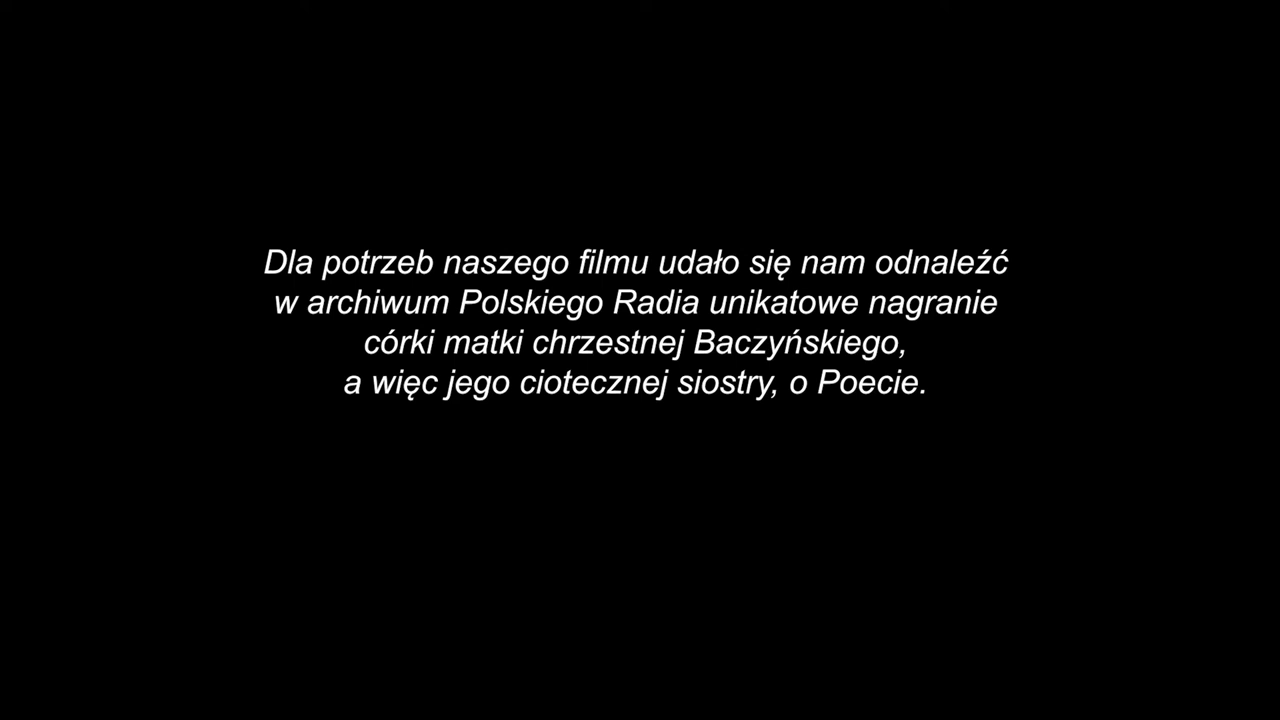 Dla potrzeb naszego filmu udało się nam odnaleźć
w archiwum Polskiego Radia unikatowe nagranie
córki matki chrzestnej Baczyńskiego,
a więc jego ciotecznej siostry, o Poecie.